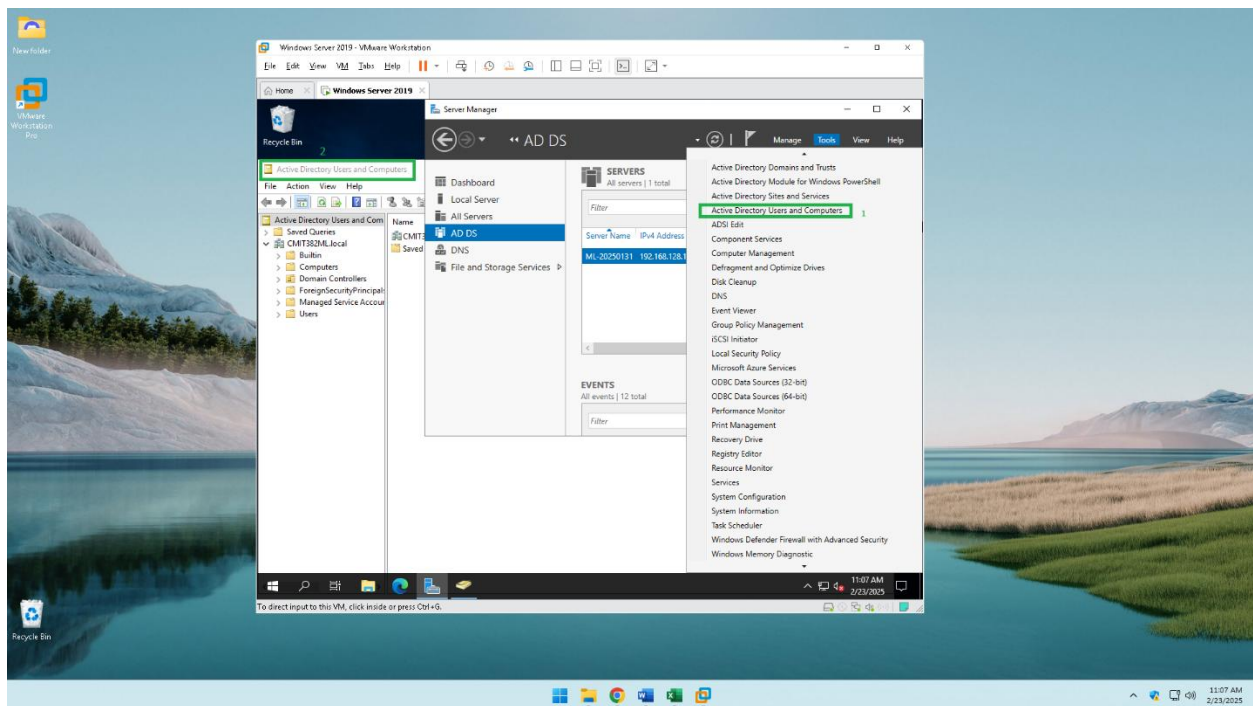 New folder
VMware
Workstation
Pro
Recycle Bin
Windows Server 2019 - VMware Workstation
File Edit View VM Tabs Help
Home
Windows Server 2019
Recycle Bin
2
Active Directory Users and Computers
File Action View Help
Active Directory Users and Com
Saved Queries
CMIT382ML.local
Builtin
Computers
Domain Controllers
ForeignSecurityPrincipal
Managed Service Accour
Users
Name
CMIT3
Saved
Server Manager
AD DS
Manage Tools View Help
Dashboard
Local Server
All Servers
AD DS
DNS
File and Storage Services
SERVERS
All servers | 1 total
Filter
Server Name IPv4 Address
ML-20250131 192.168.128.1
EVENTS
All events | 12 total
Filter
Active Directory Domains and Trusts
Active Directory Module for Windows PowerShell
Active Directory Sites and Services
Active Directory Users and Computers 1
ADSI Edit
Component Services
Computer Management
Defragment and Optimize Drives
Disk Cleanup
DNS
Event Viewer
Group Policy Management
iSCSI Initiator
Local Security Policy
Microsoft Azure Services
ODBC Data Sources (32-bit)
ODBC Data Sources (64-bit)
Performance Monitor
Print Management
Recovery Drive
Registry Editor
Resource Monitor
Services
System Configuration
System Information
Task Scheduler
Windows Defender Firewall with Advanced Security
Windows Memory Diagnostic
11:07 AM
2/23/2025
To direct input to this VM, click inside or press Ctrl+G.
11:07 AM
2/23/2025